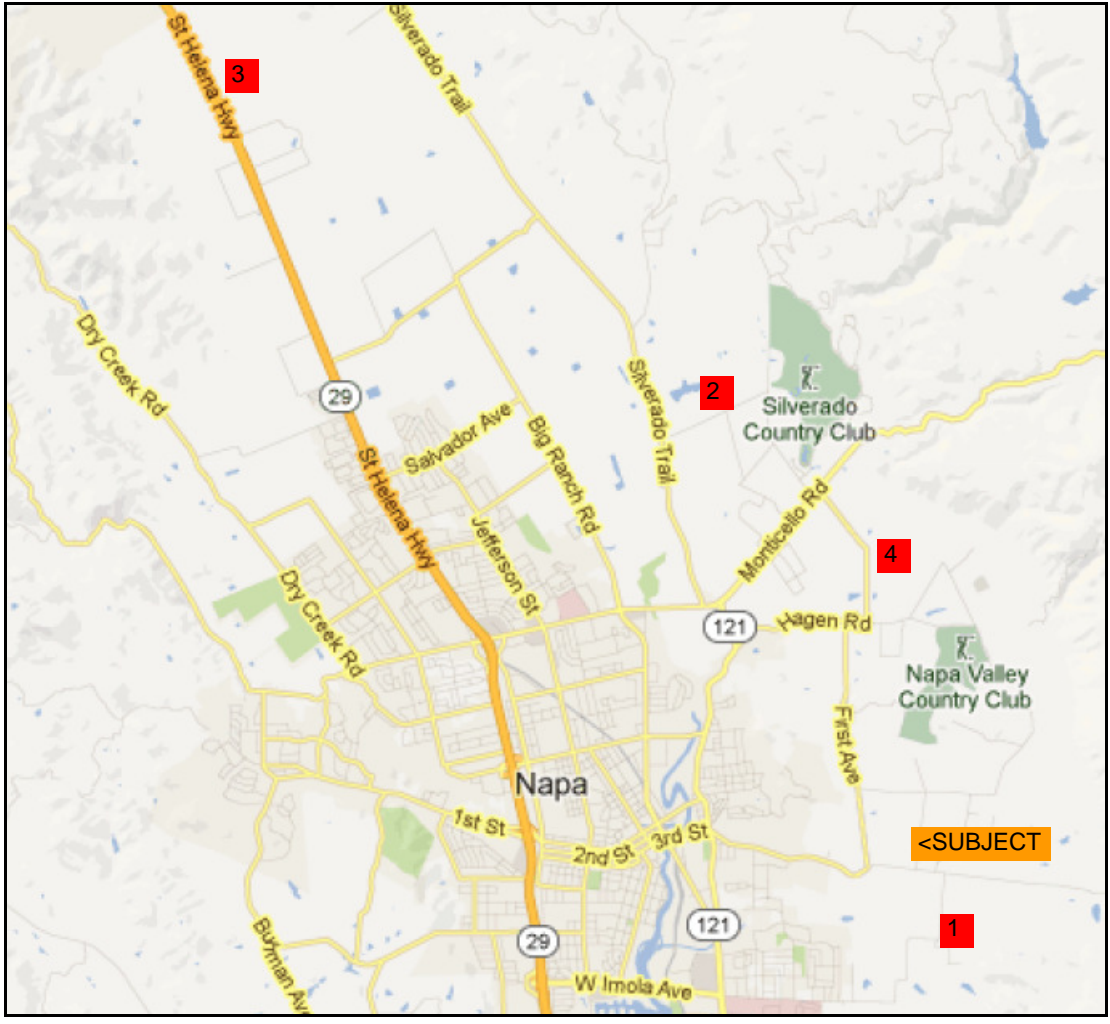 St Helena Hwy
3
Silverado Trail
Dry Creek Rd
29
Salvador Ave
Big Ranch Rd
Silverado Trail
2
Silverado
Country Club
St Helena Hwy
Jefferson St
Monticello Rd
4
Dry Creek Rd
121
Hagen Rd
Napa Valley
Country Club
First Ave
Napa
1st St
2nd St
3rd St
<SUBJECT
Buhman Ave
29
121
1
W Imola Ave